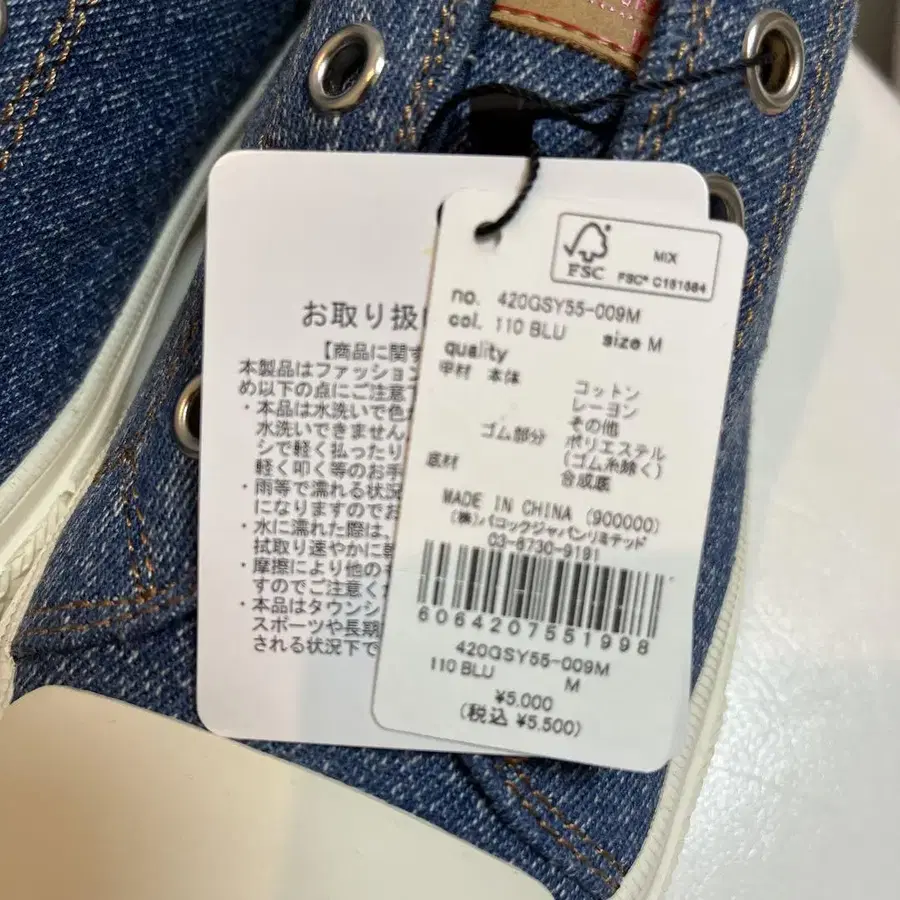 お取り扱
【商品に関す
本製品はファッション
め以下の点にご注意
・本品は水洗いで色
水洗いできません
シで軽く払ったり
軽く叩く等のお手
・雨等で濡れる状況
になりますのでお
・水に濡れた際は、
拭取り速やかに
・摩擦により他の
すのでご注意く
・本品はタウンシ
スポーツや長期
される状況下で
FSC
MIX
FSC® C151584
no. 420GSY55-009M
col. 110 BLU size M
quality
甲材 本体 コットン
レーヨン
その他
ゴム部分 ポリエステル
(ゴム糸除く)
底材 合成底
MADE IN CHINA (900000)
(株)バロックジャパンリミテッド
03-6730-9191
6064207551998
420GSY55-009M
110 BLU M
¥5,000
(税込 ¥5,500)